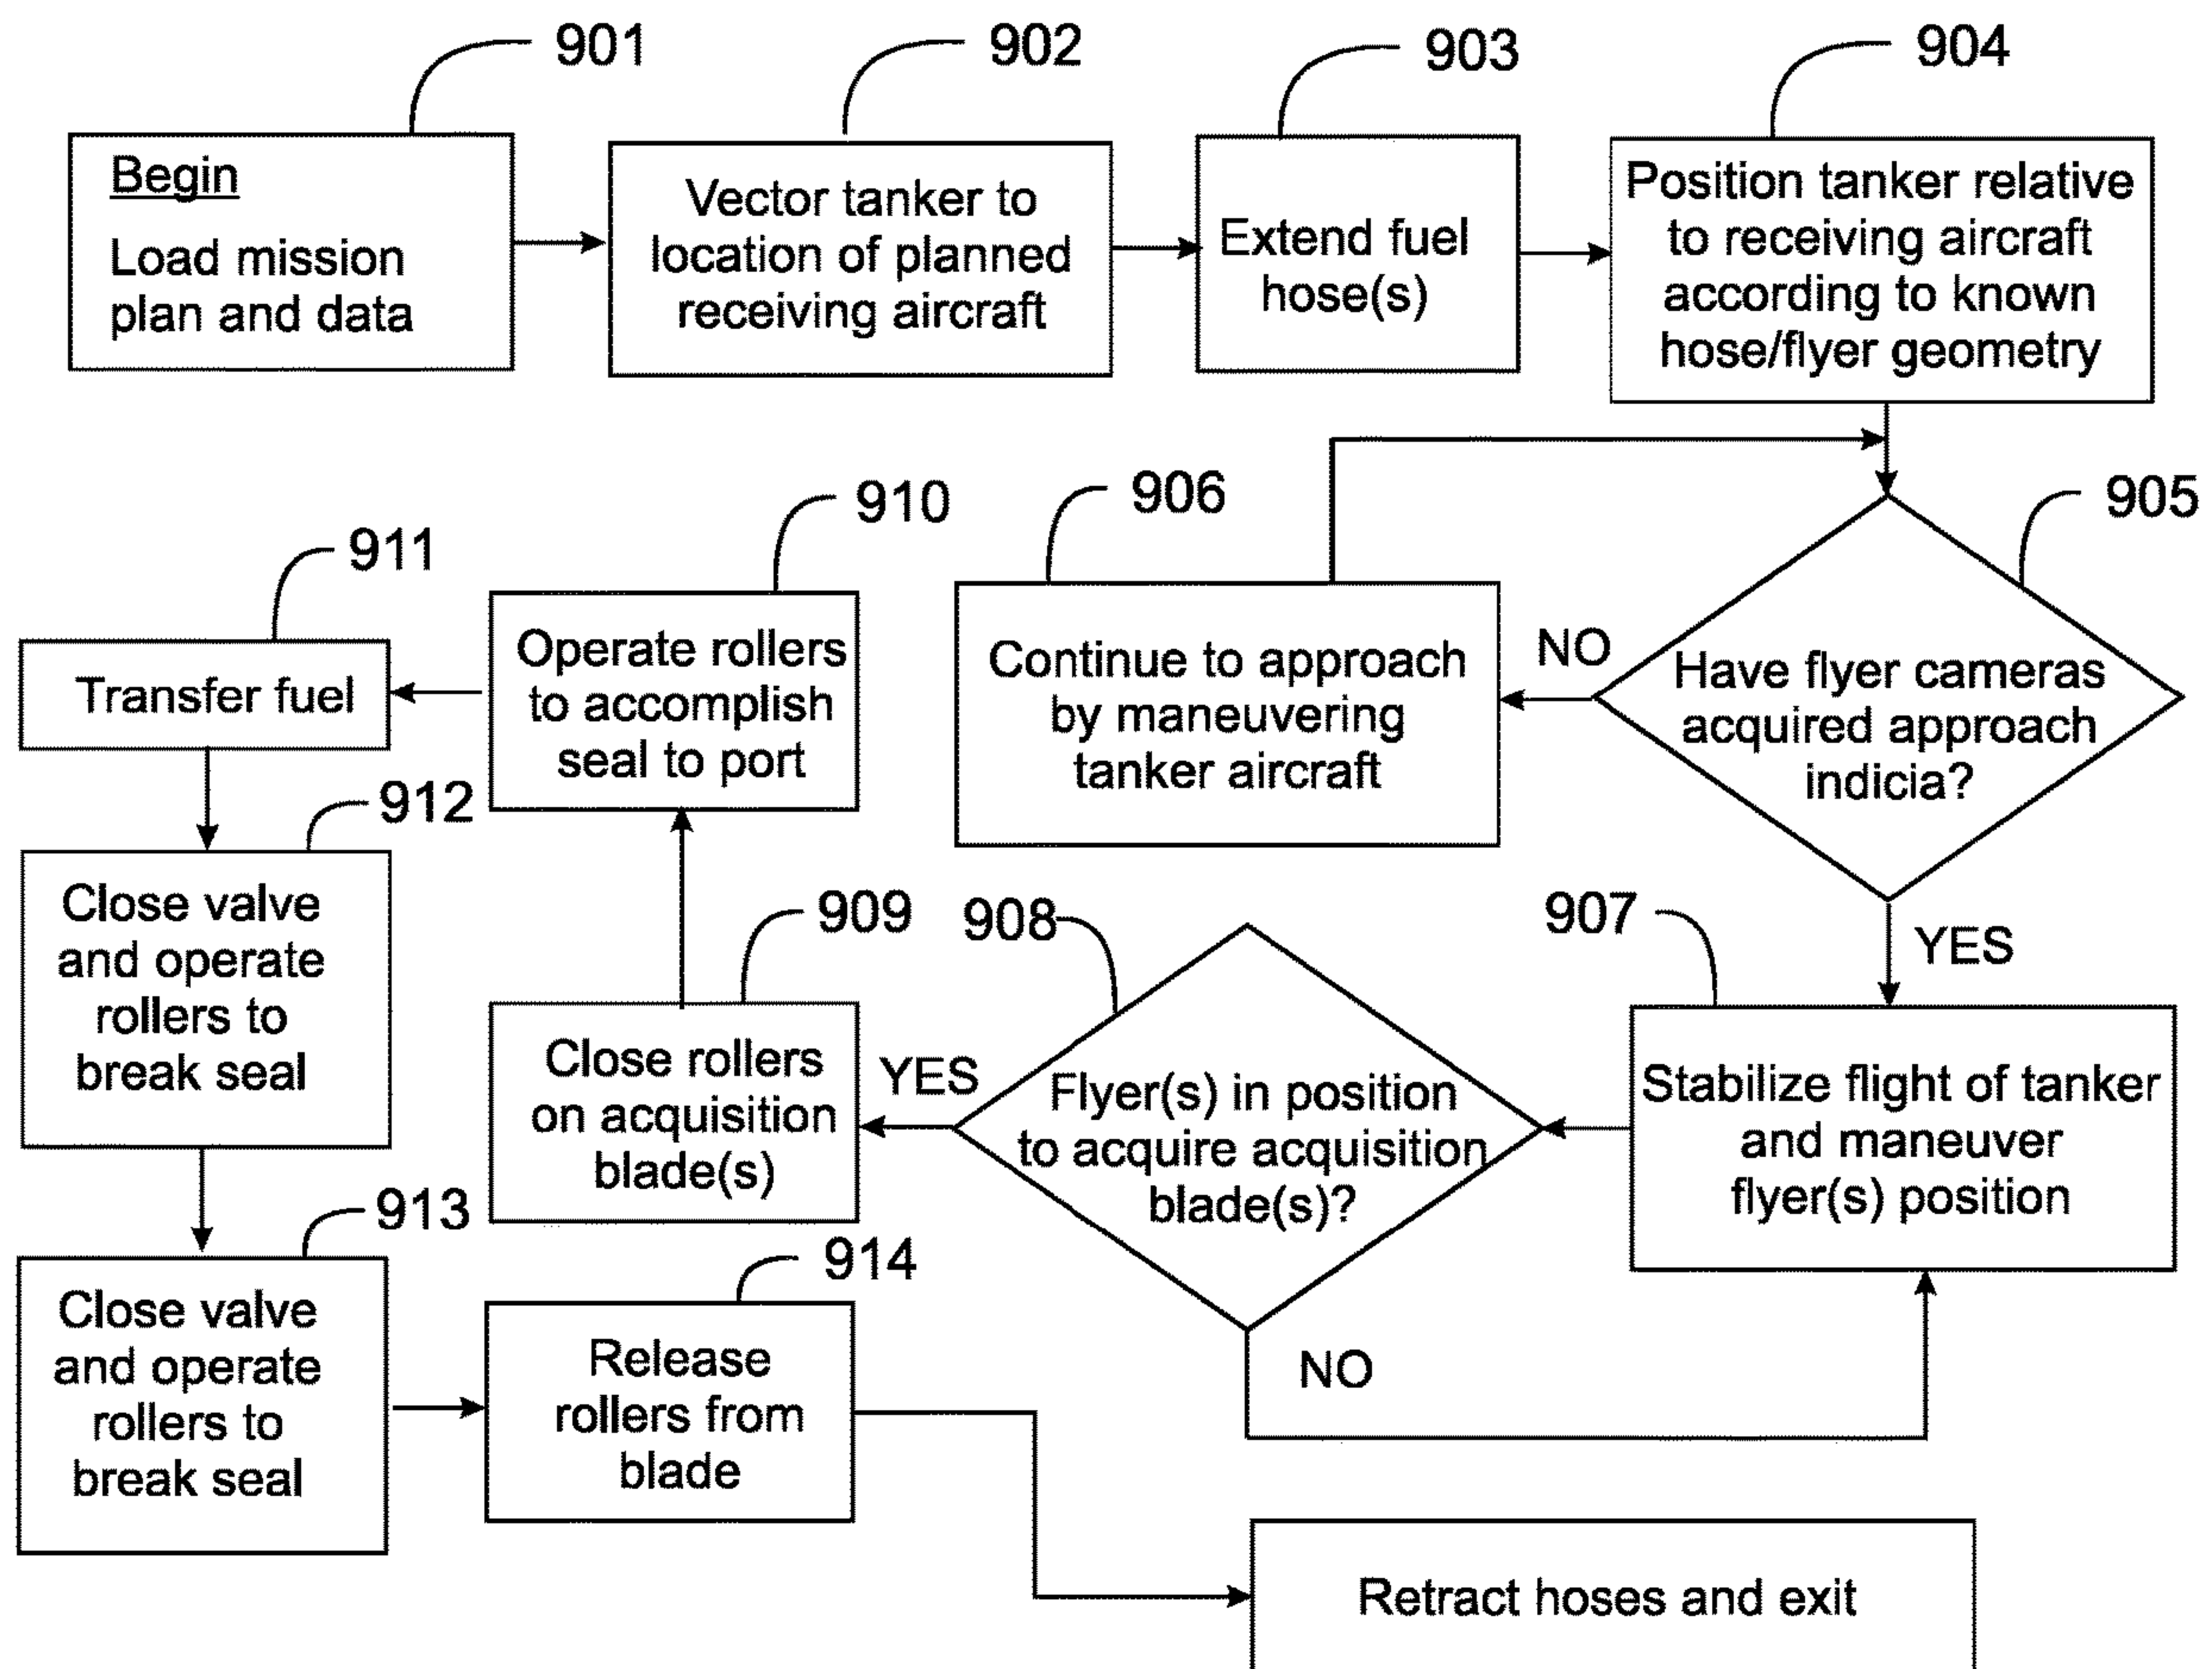 901
Begin
Load mission
plan and data
902
Vector tanker to
location of planned
receiving aircraft
903
Extend fuel
hose(s)
904
Position tanker relative
to receiving aircraft
according to known
hose/flyer geometry
905
Have flyer cameras
acquired approach
indicia?
NO
YES
906
Continue to approach
by maneuvering
tanker aircraft
907
Stabilize flight of tanker
and maneuver
flyer(s) position
908
Flyer(s) in position
to acquire acquisition
blade(s)?
YES
NO
909
Close rollers
on acquisition
blade(s)
910
Operate rollers
to accomplish
seal to port
911
Transfer fuel
912
Close valve
and operate
rollers to
break seal
913
Close valve
and operate
rollers to
break seal
914
Release
rollers from
blade
Retract hoses and exit